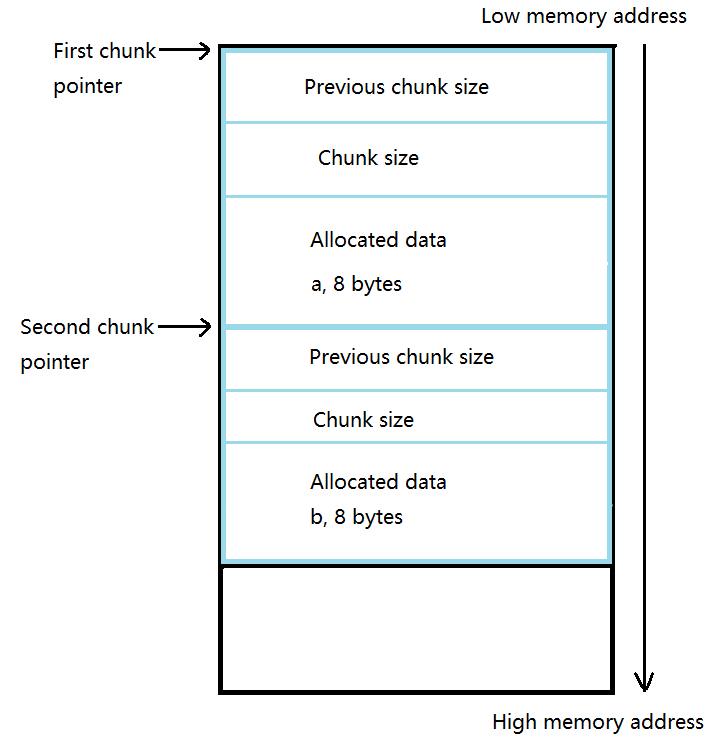 Low memory address
First chunk
pointer
Previous chunk size
Chunk size
Allocated data
a, 8 bytes
Second chunk
pointer
Previous chunk size
Chunk size
Allocated data
b, 8 bytes
High memory address